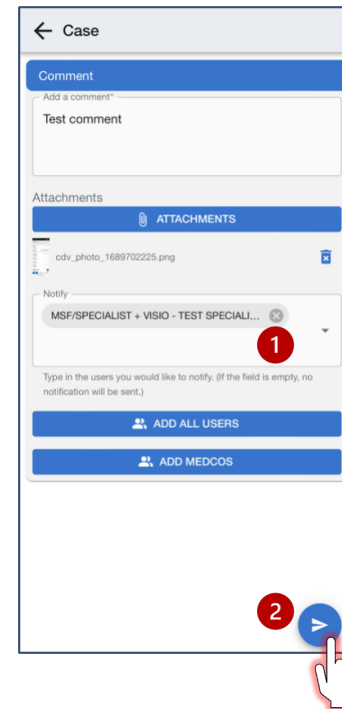 Case
Comment
Add a comment*
Test comment
Attachments
ATTACHMENTS
cdv_photo_1689702225.png
Notify
MSF/SPECIALIST + VISIO - TEST SPECIALI...
1
Type in the users you would like to notify. (If the field is empty, no
notification will be sent.)
ADD ALL USERS
ADD MEDCOS
2